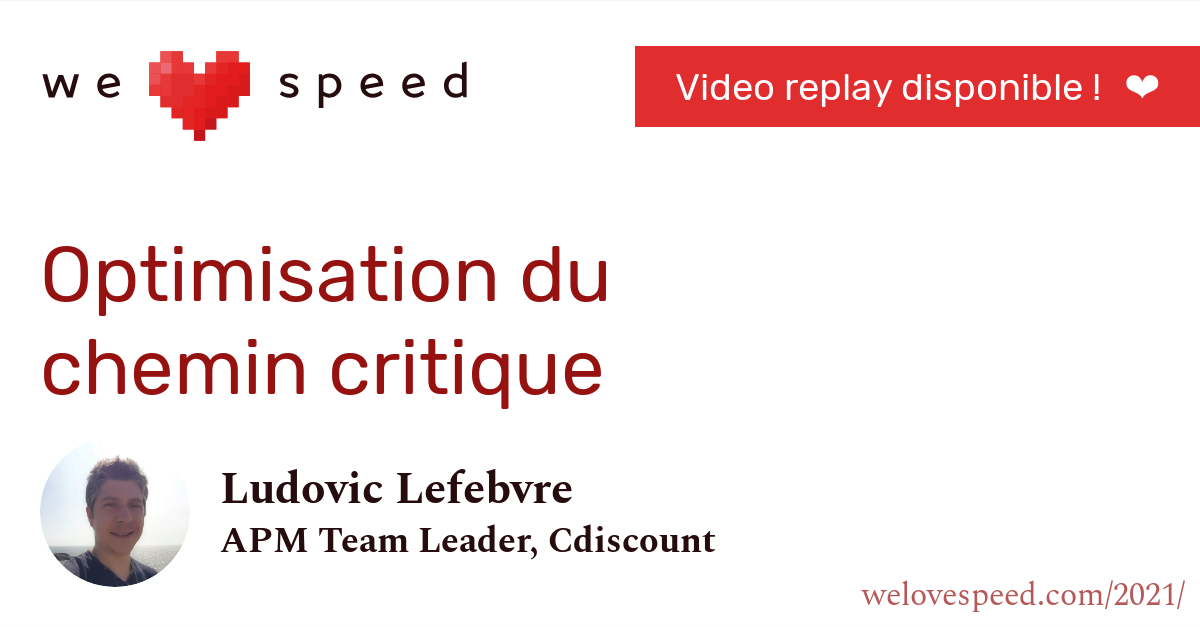 we speed
Video replay disponible ! ❤
Optimisation du
chemin critique
Ludovic Lefebvre
APM Team Leader, Cdiscount
welovespeed.com/2021/